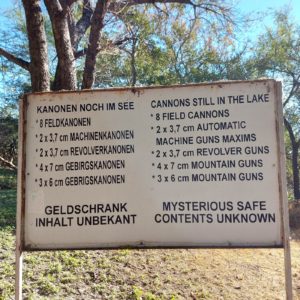 KANONEN NOCH IM SEE
* 8 FELDKANONEN
* 2 x 3,7 cm MACHINENKANONEN
* 2 x 3,7 cm REVOLVERKANONEN
* 4 x 7 cm GEBIRGSKANONEN
* 3 x 6 cm GEBRIGSKANONEN
GELDSCHRANK
INHALT UNBEKANT
CANNONS STILL IN THE LAKE
* 8 FIELD CANNONS
* 2 x 3,7 cm AUTOMATIC
MACHINE GUNS MAXIMS
* 2 x 3,7 cm REVOLVER GUNS
* 4 x 7 cm MOUNTAIN GUNS
* 3 x 6 cm MOUNTAIN GUNS
MYSTERIOUS SAFE
CONTENTS UNKNOWN